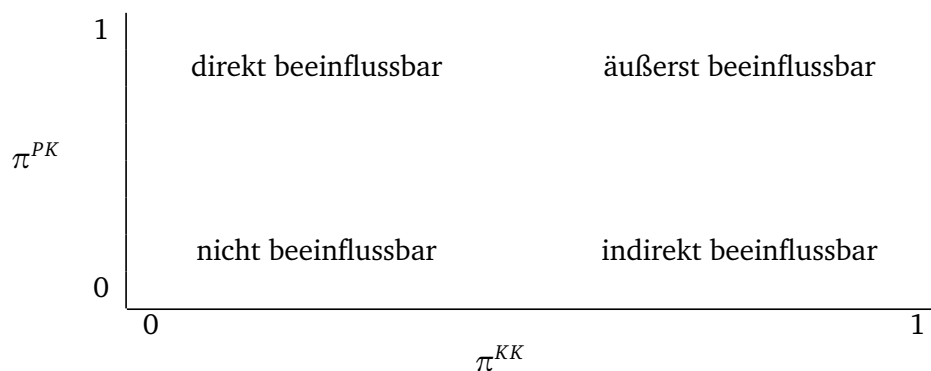 1
direkt beeinflussbar äußerst beeinflussbar
π^{PK}
nicht beeinflussbar indirekt beeinflussbar
0
0 1
π^{KK}